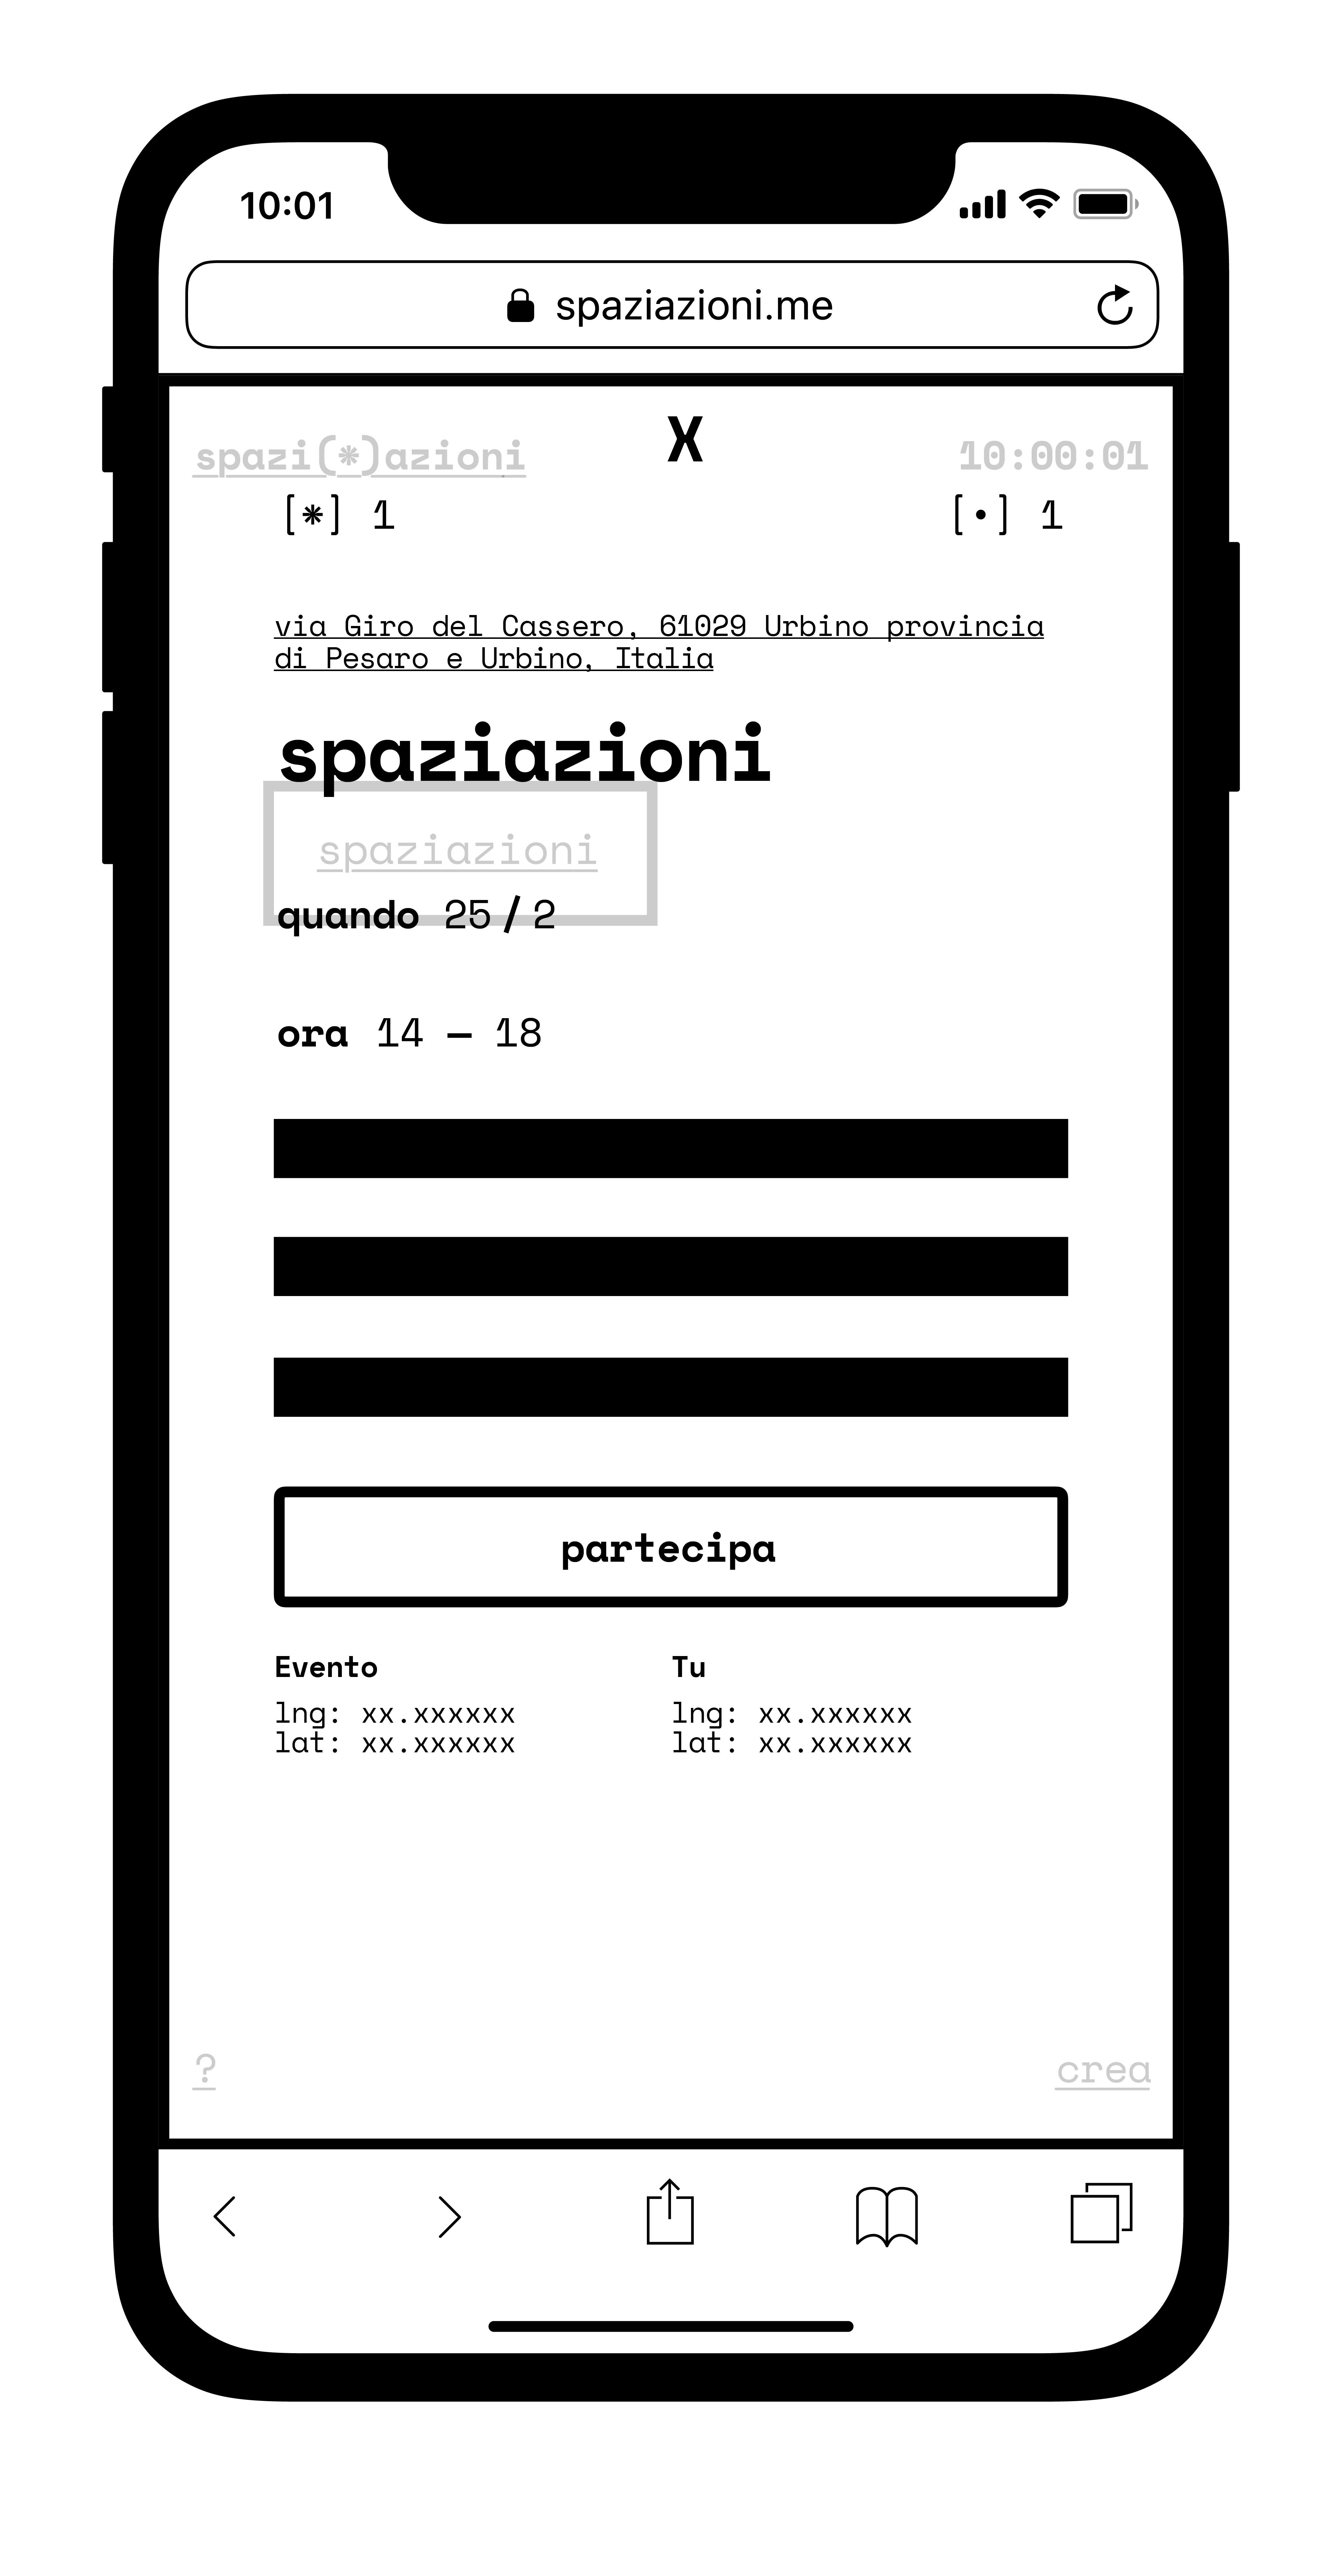 10:01
spaziazioni.me
X
spazi(*)azioni 10:00:01
[*] 1 [•] 1
via Giro del Cassero, 61029 Urbino provincia
di Pesaro e Urbino, Italia
spaziazioni
spaziazioni
quando 25/2
ora 14 — 18
partecipa
Evento Tu
lng: xx.xxxxxx lng: xx.xxxxxx
lat: xx.xxxxxx lat: xx.xxxxxx
? crea